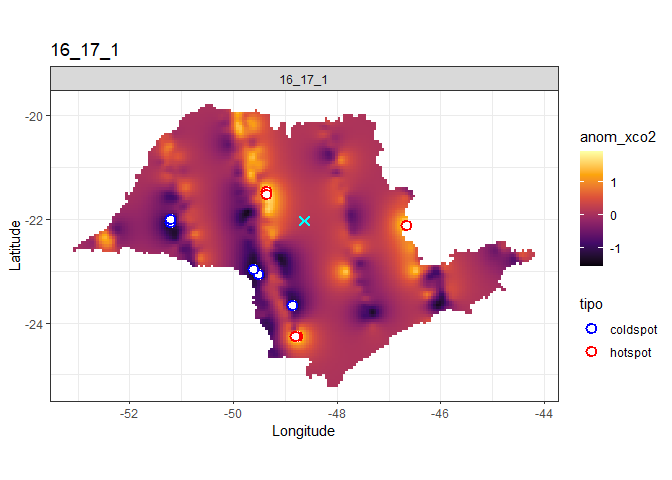 16_17_1
16_17_1
anom_xco2
1
0
-1
tipo
coldspot
hotspot
Latitude
-20
-22
-24
-52
-50
-48
-46
-44
Longitude